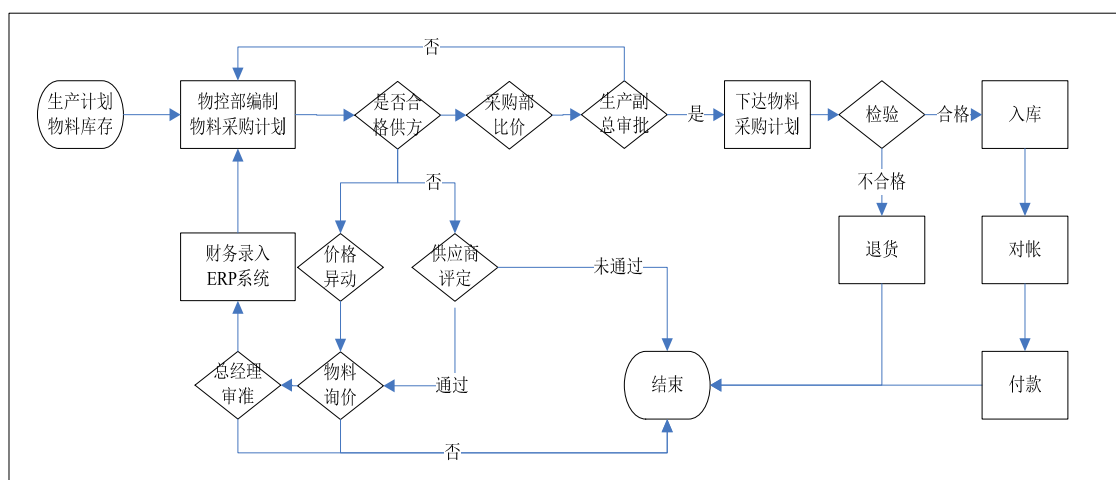 否
生产计划
物料库存
物控部编制
物料采购计划
是否合
格供方
采购部
比价
生产副
总审批
是
下达物料
采购计划
检验
合格
入库
否
不合格
财务录入
ERP系统
价格
异动
供应商
评定
未通过
退货
对帐
总经理
审准
物料
询价
通过
结束
付款
否